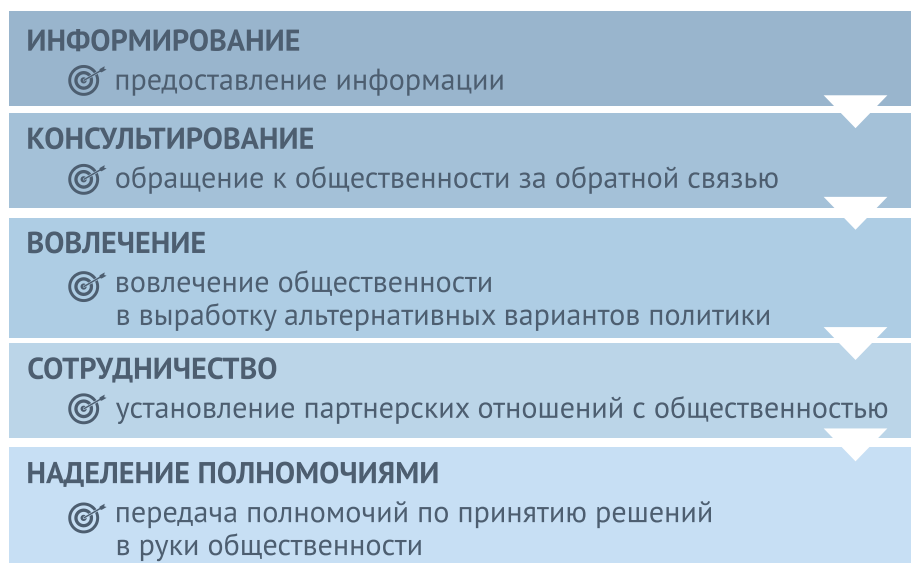 ИНФОРМИРОВАНИЕ
предоставление информации
КОНСУЛЬТИРОВАНИЕ
обращение к общественности за обратной связью
ВОВЛЕЧЕНИЕ
вовлечение общественности
в выработку альтернативных вариантов политики
СОТРУДНИЧЕСТВО
установление партнерских отношений с общественностью
НАДЕЛЕНИЕ ПОЛНОМОЧИЯМИ
передача полномочий по принятию решений
в руки общественности